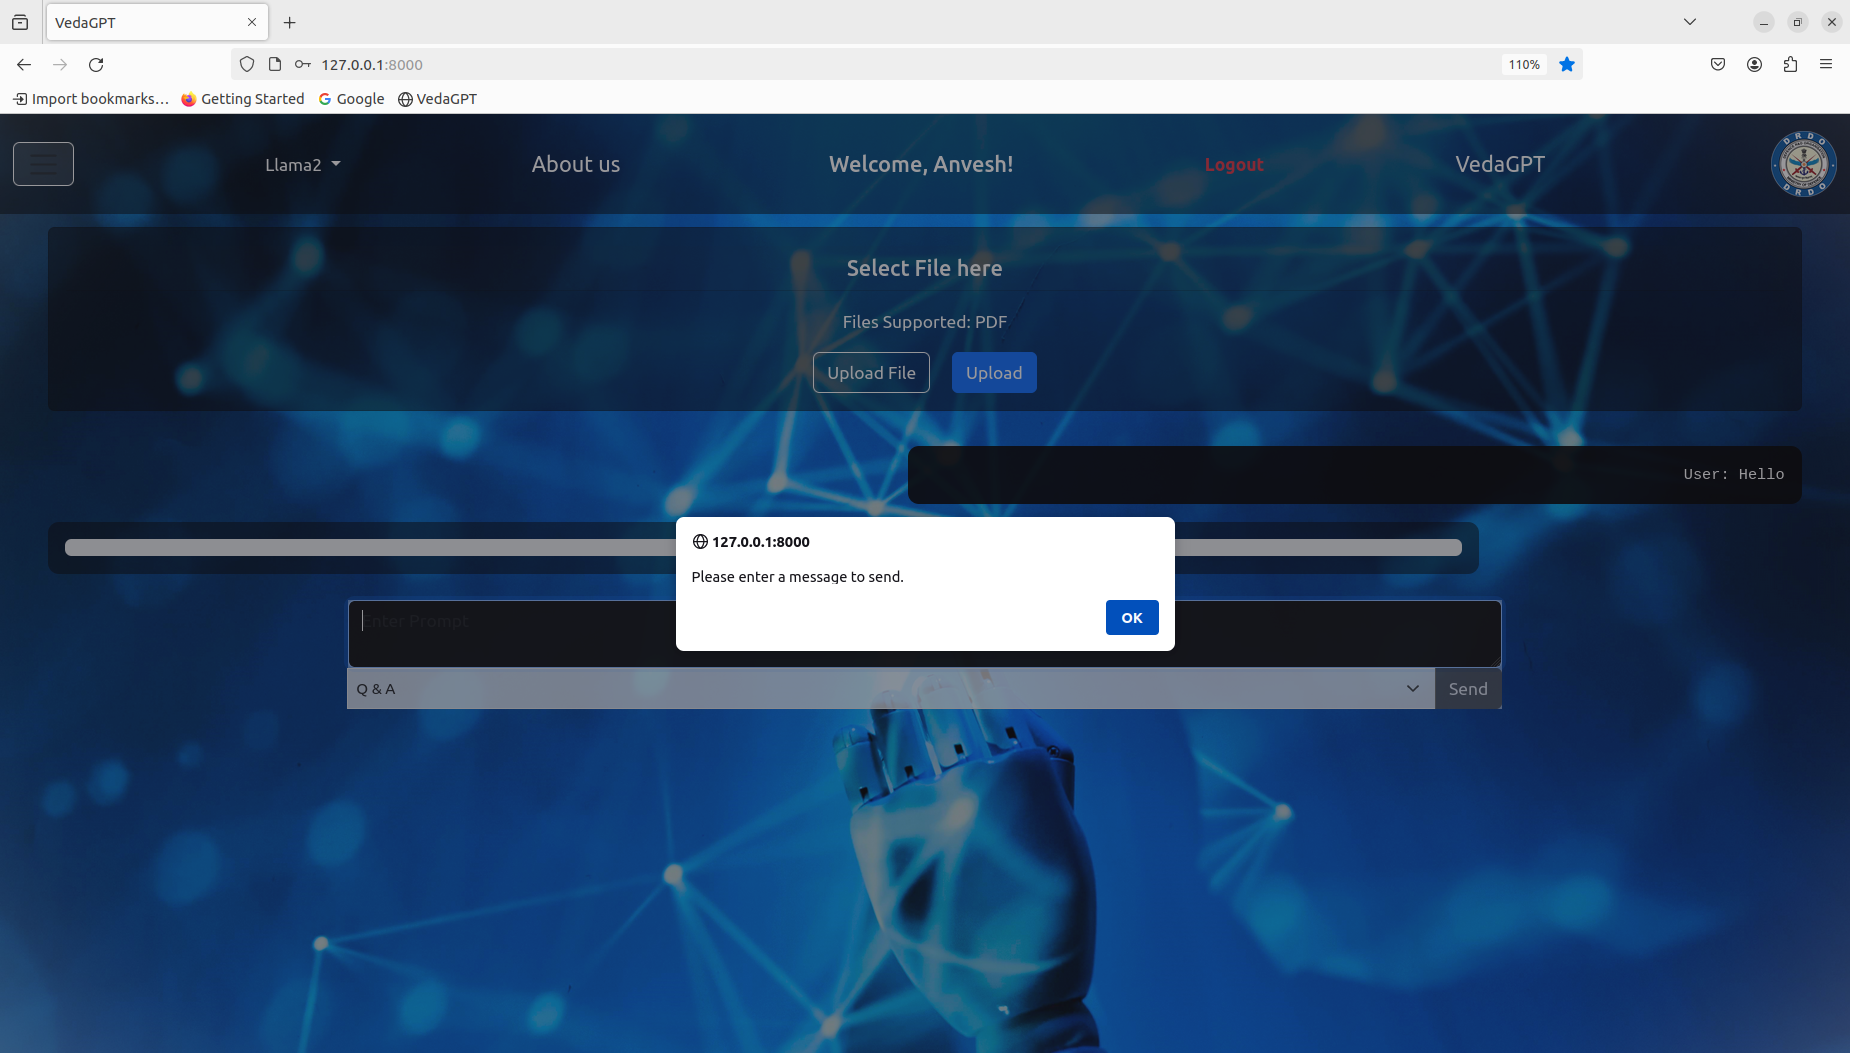 VedaGPT
127.0.0.1:8000
110%
Import bookmarks...
Getting Started
Google
VedaGPT
Llama2
About us
Welcome, Anvesh!
Logout
VedaGPT
DRDO
DRDO
Select File here
Files Supported: PDF
Upload File
Upload
User: Hello
127.0.0.1:8000
Please enter a message to send.
OK
Enter Prompt
Q & A
Send